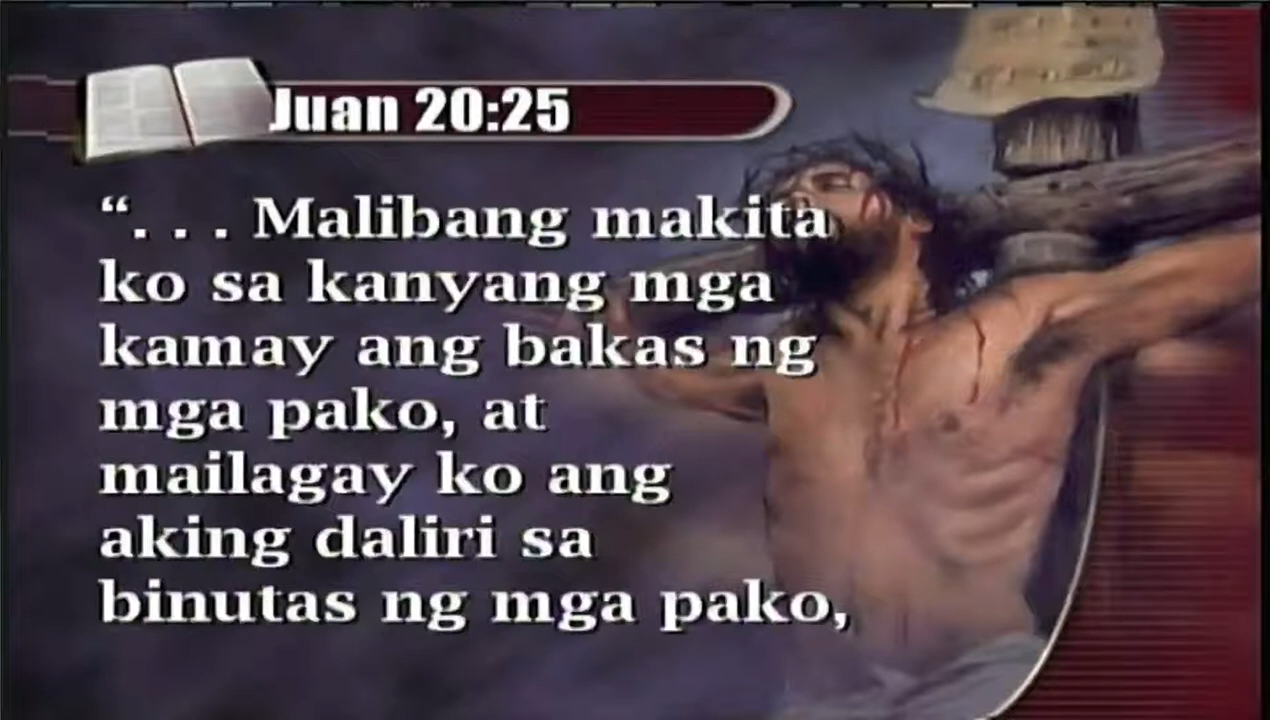 Juan 20:25
“. . . Malibang makita
ko sa kanyang mga
kamay ang bakas ng
mga pako, at
mailagay ko ang
aking daliri sa
binutas ng mga pako,